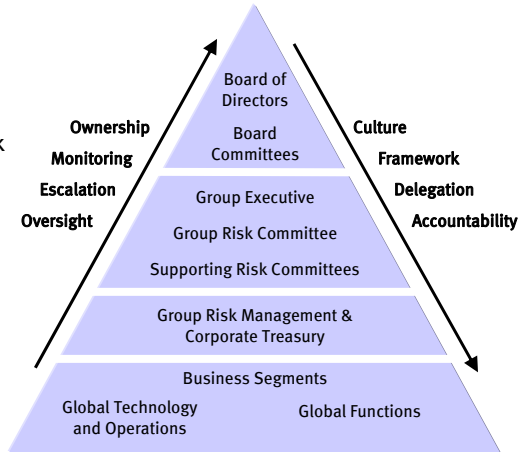 Board of
Directors
Board
Committees
Ownership
Monitoring
Escalation
Oversight
Culture
Framework
Delegation
Accountability
Group Executive
Group Risk Committee
Supporting Risk Committees
Group Risk Management &
Corporate Treasury
Business Segments
Global Technology
and Operations
Global Functions